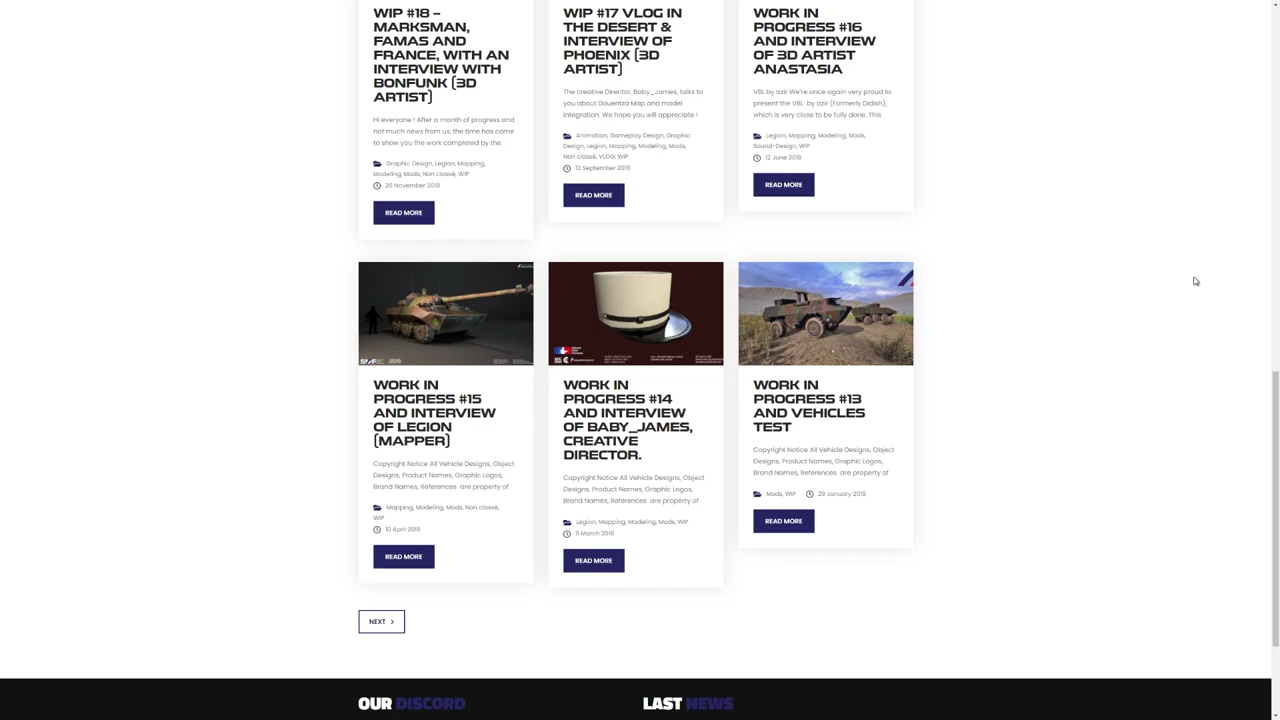 WIP #18 –
MARKSMAN,
FAMAS AND
FRANCE, WITH AN
INTERVIEW WITH
BONFUNK (3D
ARTIST)
Hi everyone ! After a month of progress and
not much news from us, the time has come
to show you the work completed by the
Graphic Design, Legion, Mapping,
Modeling, Mods, Non classé, WIP
20 November 2018
READ MORE
WIP #17 VLOG IN
THE DESERT &
INTERVIEW OF
PHOENIX (3D
ARTIST)
The creative Director, Baby_James, talks to
you about Douentza Map and model
integration. We hope you will appreciate !
Animation, Gameplay Design, Graphic
Design, Legion, Mapping, Modeling, Mods,
Non classé, VLOG, WIP
12 September 2018
READ MORE
WORK IN
PROGRESS #16
AND INTERVIEW
OF 3D ARTIST
ANASTASIA
VBL by Izzir We're once again very proud to
present the VBL by Izzir (Formerly Didish),
which is very close to be fully done. This
Legion, Mapping, Modeling, Mods,
Sound-Design, WIP
12 June 2018
READ MORE
WORK IN
PROGRESS #15
AND INTERVIEW
OF LEGION
(MAPPER)
Copyright Notice All Vehicle Designs, Object
Designs, Product Names, Graphic Logos,
Brand Names, References are property of
Mapping, Modeling, Mods, Non classé,
WIP
10 April 2018
READ MORE
WORK IN
PROGRESS #14
AND INTERVIEW
OF BABY_JAMES,
CREATIVE
DIRECTOR.
Copyright Notice All Vehicle Designs, Object
Designs, Product Names, Graphic Logos,
Brand Names, References are property of
Legion, Mapping, Modeling, Mods, WIP
11 March 2018
READ MORE
WORK IN
PROGRESS #13
AND VEHICLES
TEST
Copyright Notice All Vehicle Designs, Object
Designs, Product Names, Graphic Logos,
Brand Names, References are property of
Mods, WIP 29 January 2018
READ MORE
NEXT
OUR DISCORD
LAST NEWS